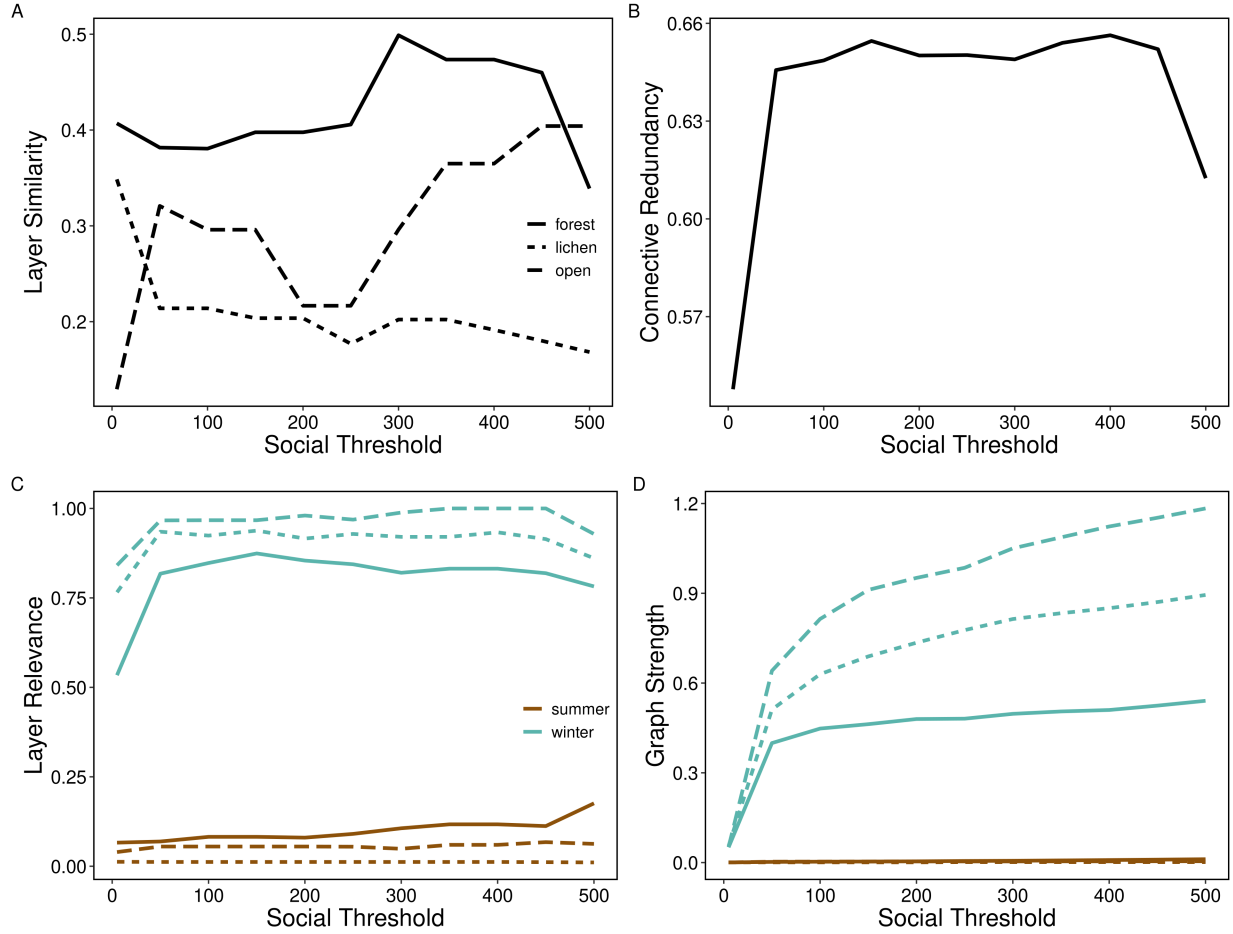 A
Layer Similarity
0.5
0.4
0.3
0.2
forest
lichen
open
0 100 200 300 400 500
Social Threshold
B
Connective Redundancy
0.66
0.63
0.60
0.57
0 100 200 300 400 500
Social Threshold
C
Layer Relevance
1.00
0.75
0.50
0.25
0.00
summer
winter
0 100 200 300 400 500
Social Threshold
D
Graph Strength
1.2
0.9
0.6
0.3
0.0
0 100 200 300 400 500
Social Threshold